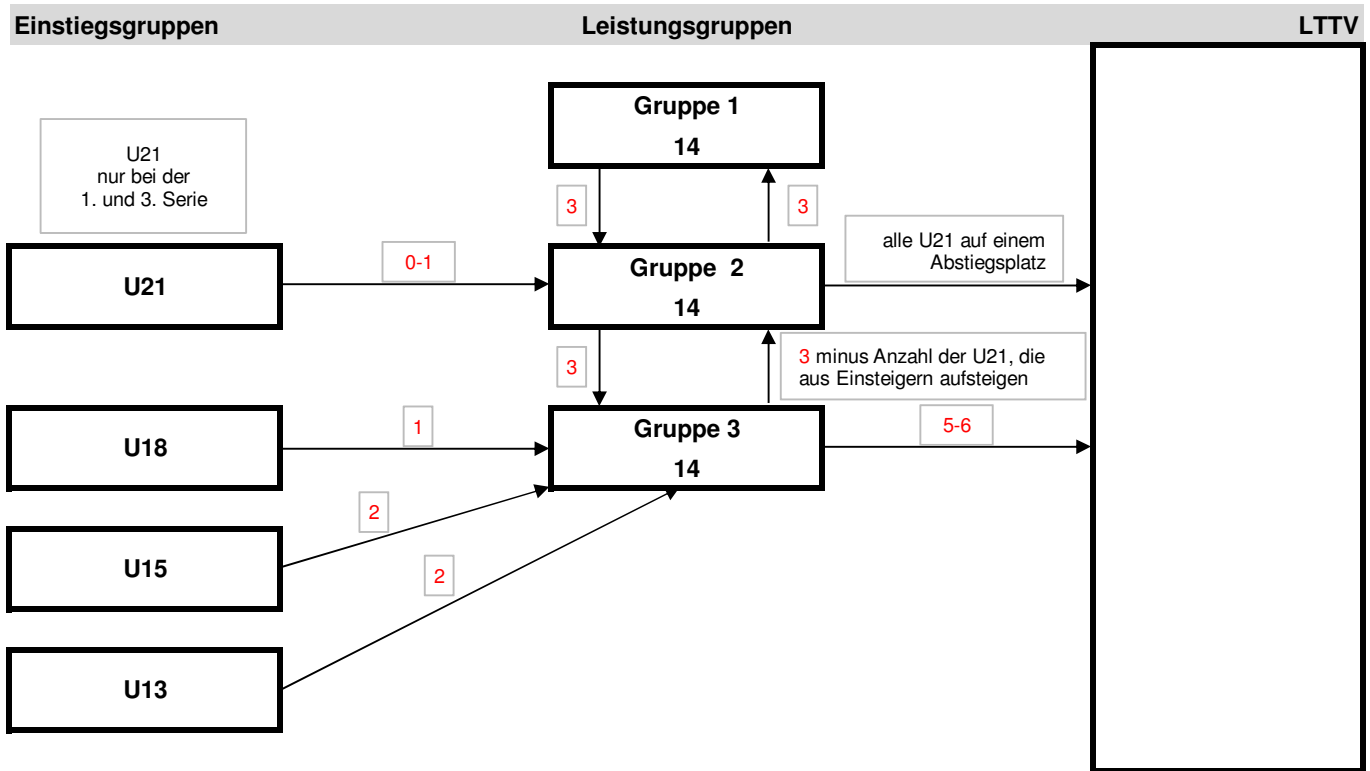 Einstiegsgruppen Leistungsgruppen LTTV
Gruppe 1
14
U21
nur bei der
1. und 3. Serie
3
3
U21
0-1
Gruppe 2
14
alle U21 auf einem
Abstiegsplatz
3
3 minus Anzahl der U21, die
aus Einsteigern aufsteigen
U18
1
Gruppe 3
14
5-6
2
U15
2
U13